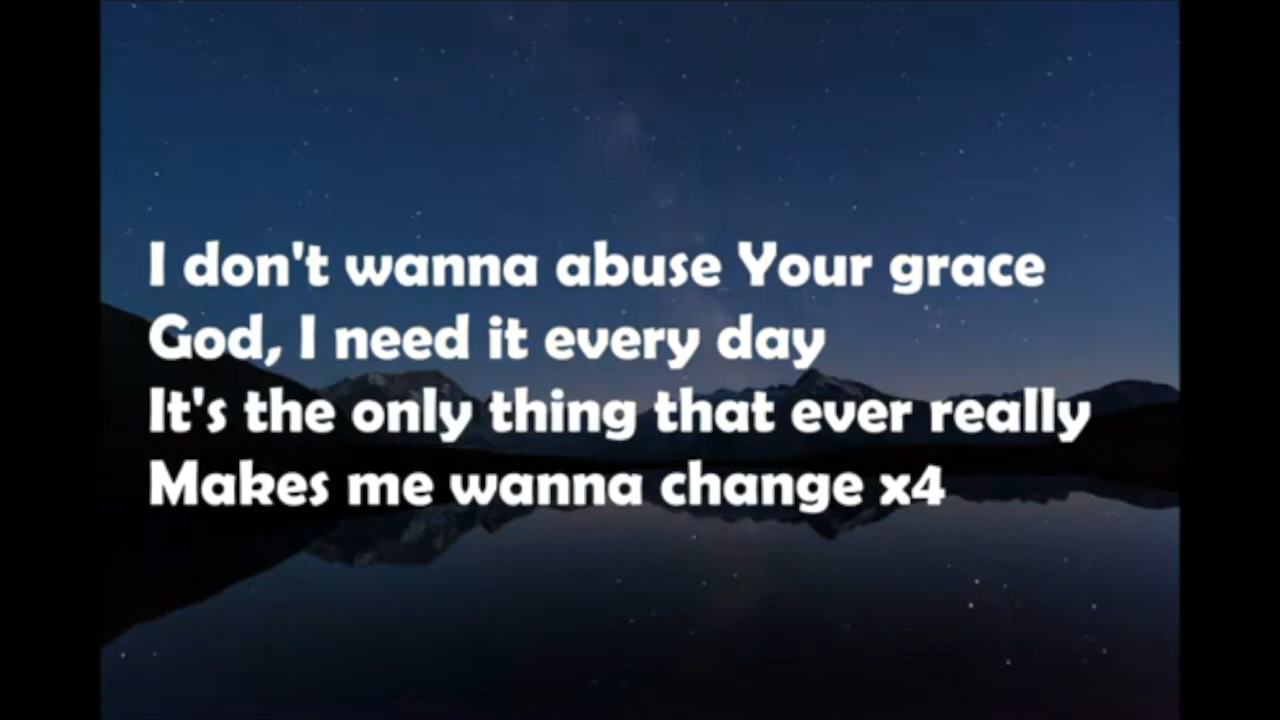 I don't wanna abuse Your grace
God, I need it every day
It's the only thing that ever really
Makes me wanna change x4